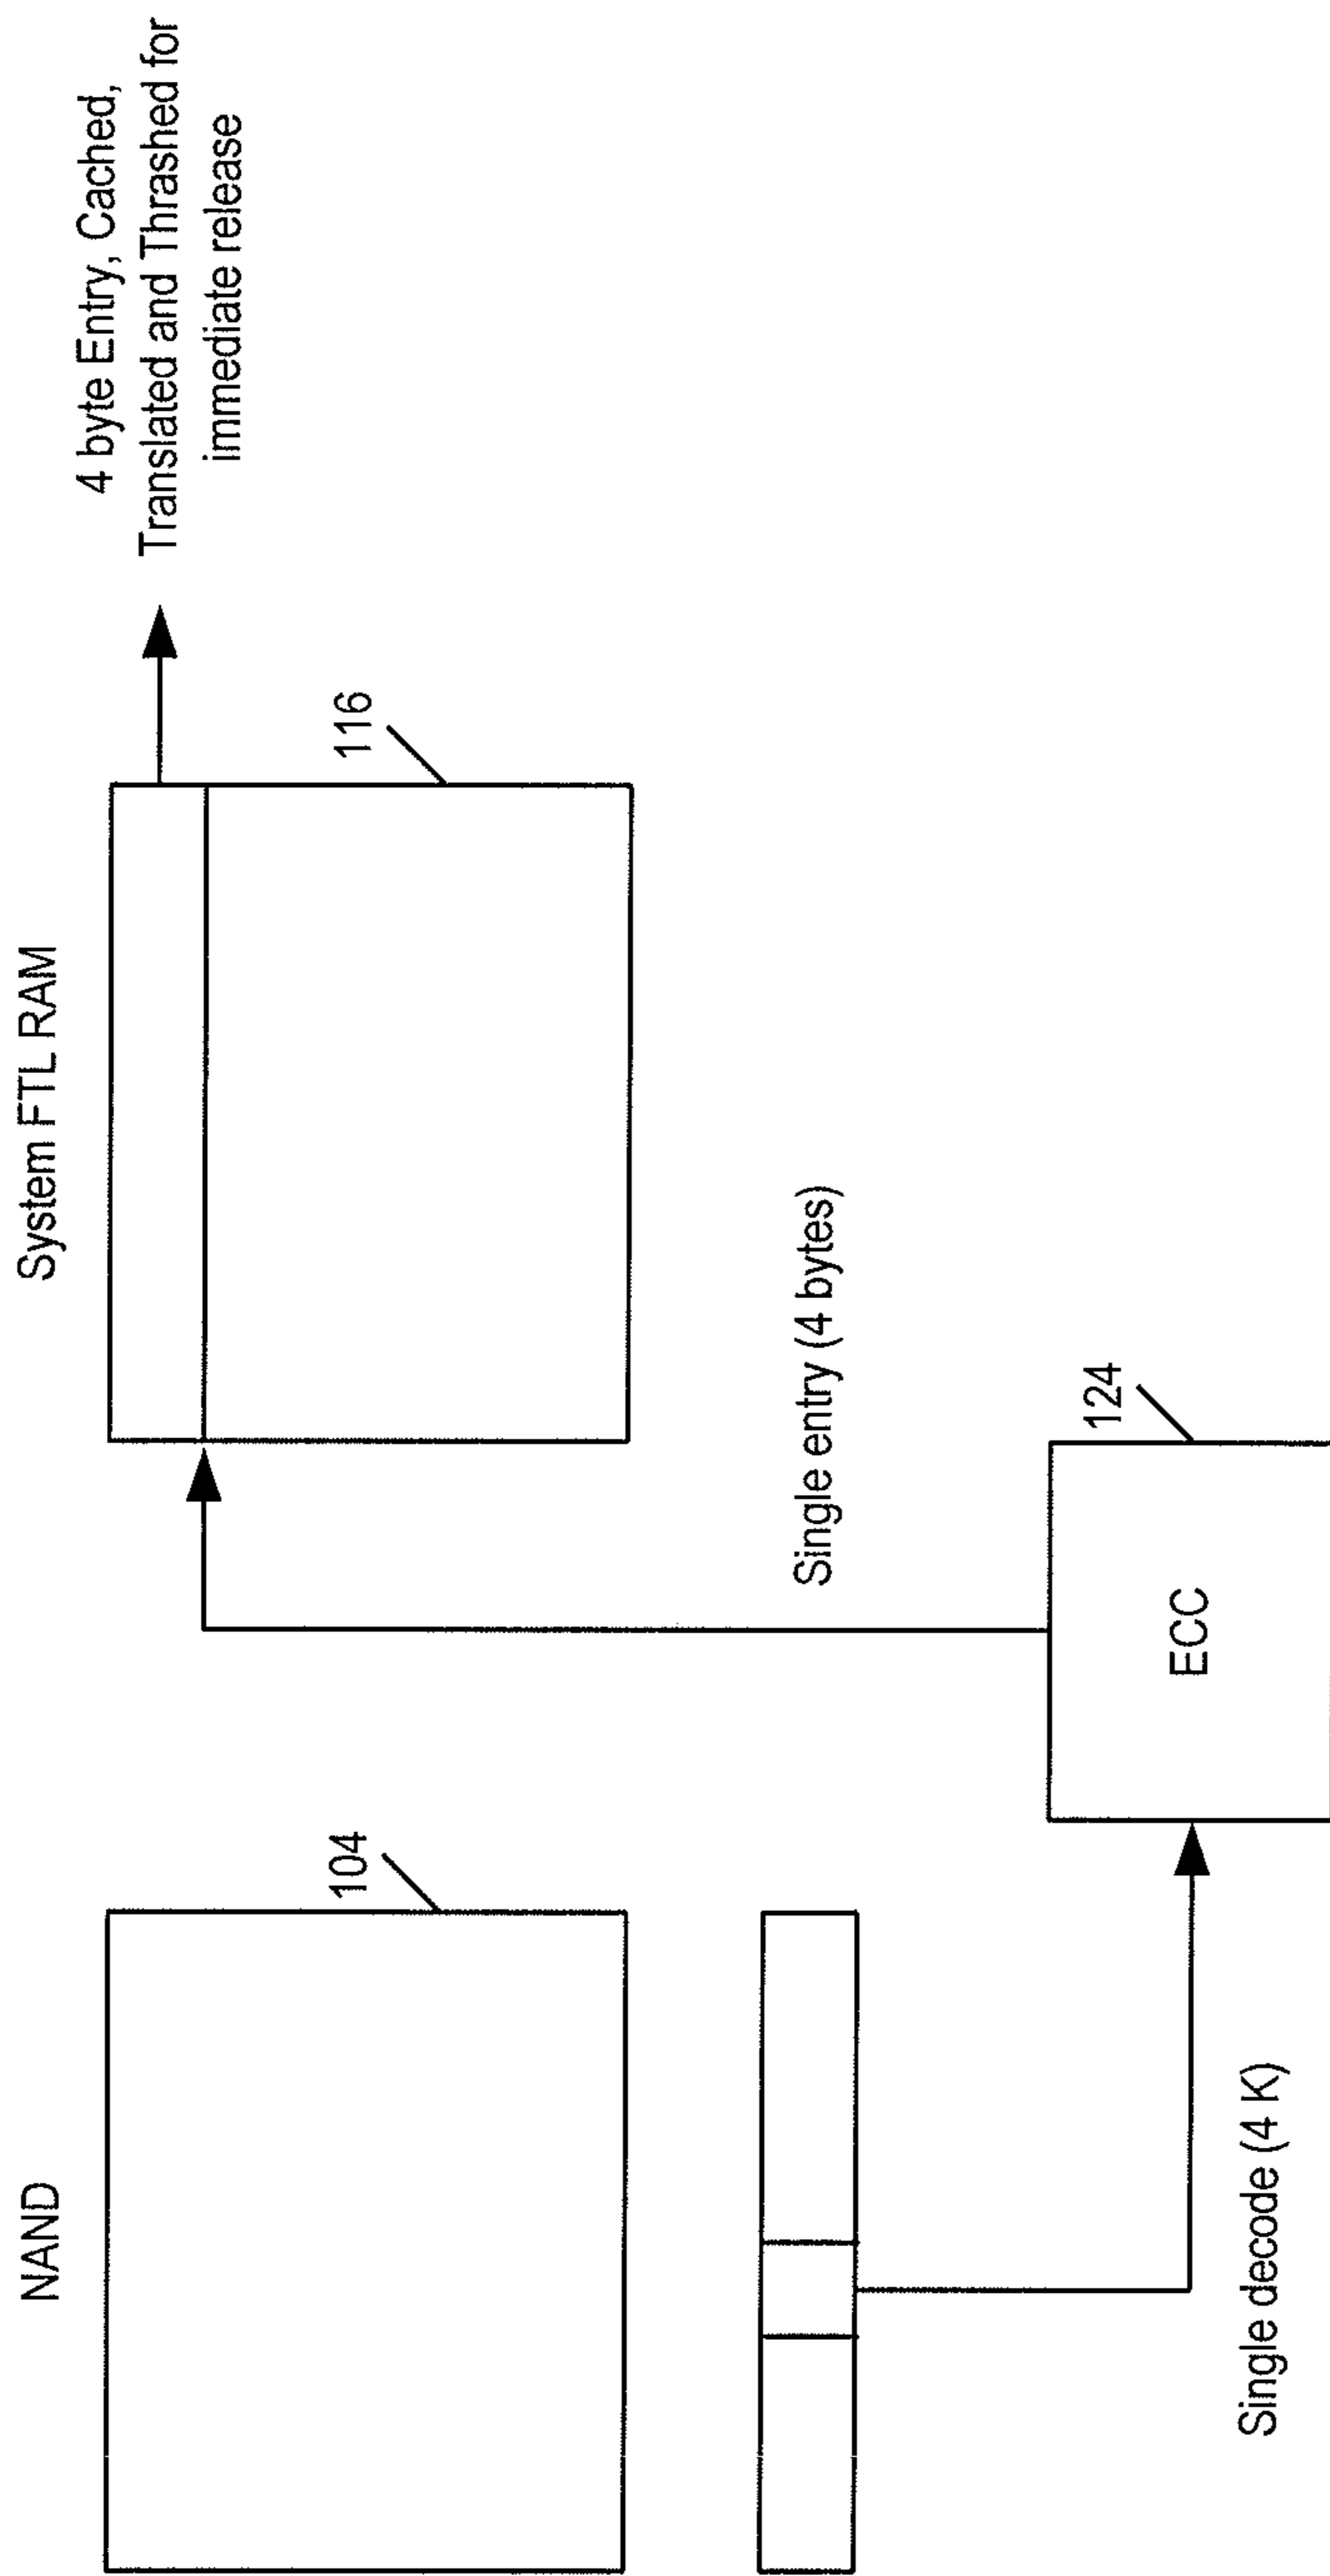 NAND
System FTL RAM
4 byte Entry, Cached,
Translated and Thrashed for
immediate release
104
116
Single entry (4 bytes)
124
ECC
Single decode (4 K)